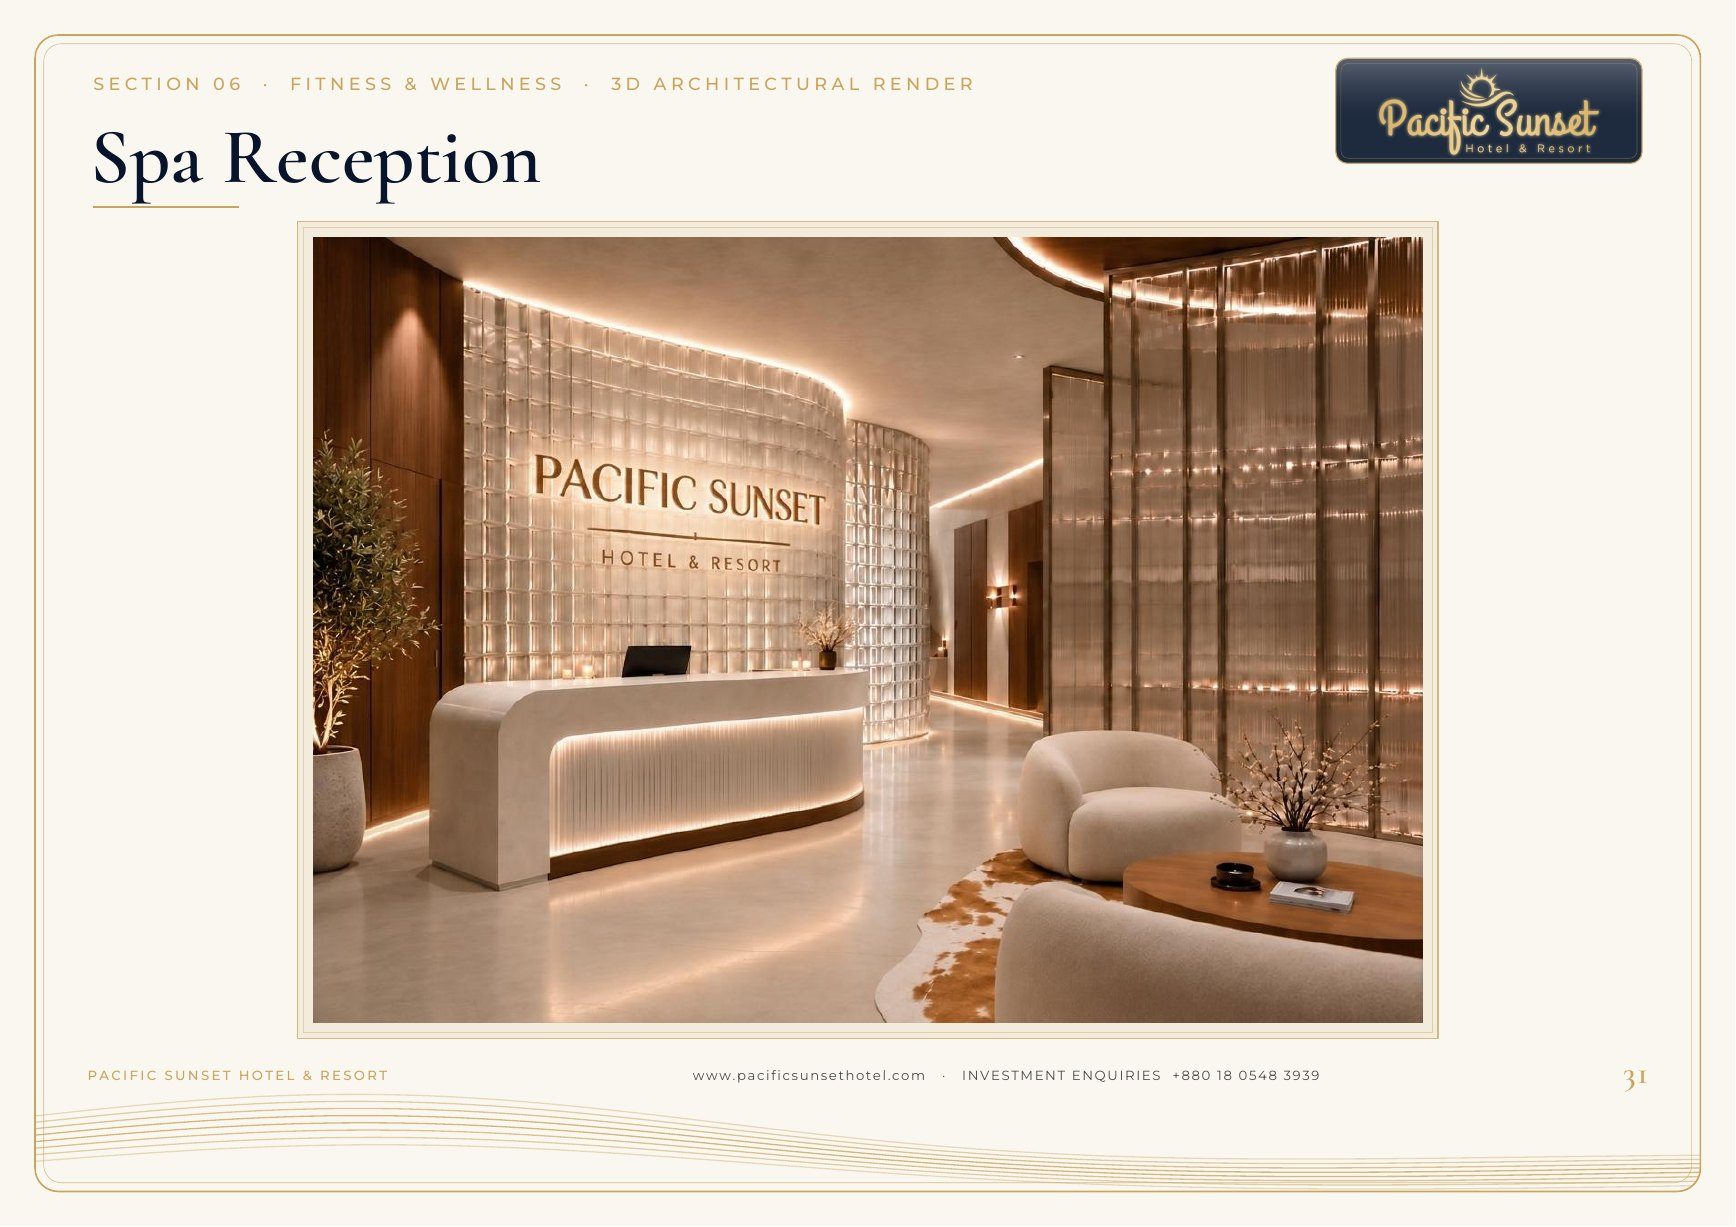 SECTION 06 · FITNESS & WELLNESS · 3D ARCHITECTURAL RENDER
Spa Reception
Pacific Sunset
Hotel & Resort
PACIFIC SUNSET
HOTEL & RESORT
PACIFIC SUNSET HOTEL & RESORT
www.pacificsunsethotel.com · INVESTMENT ENQUIRIES +880 18 0548 3939
31